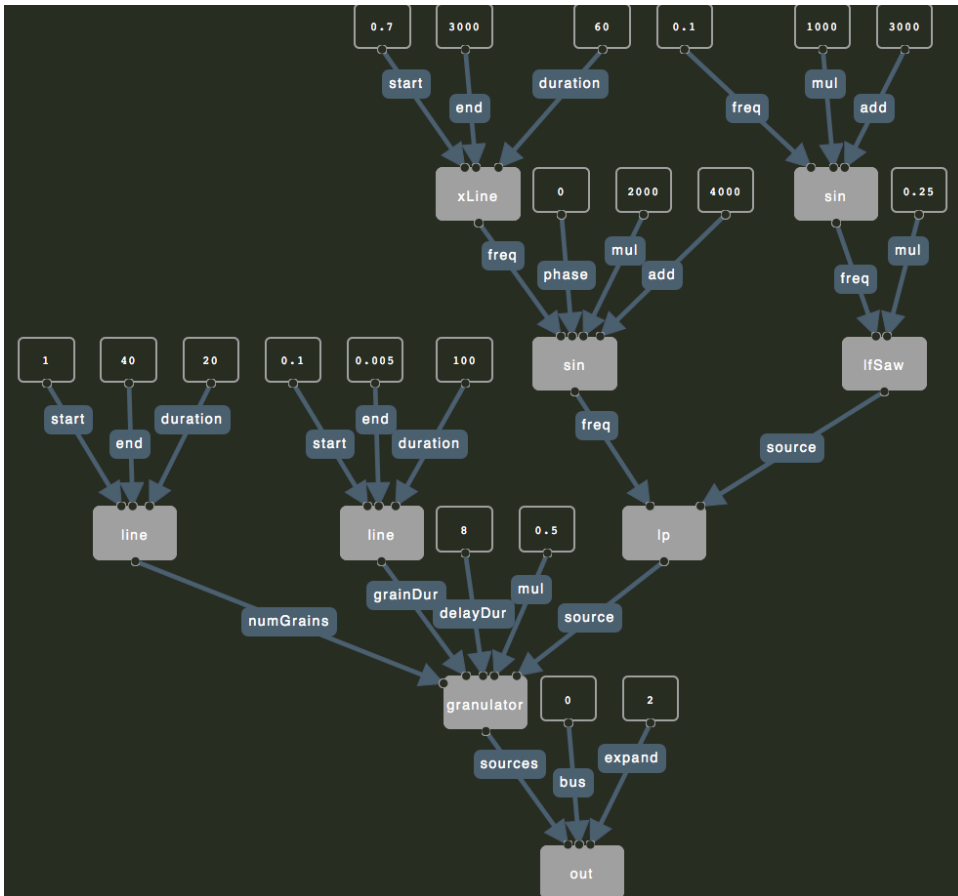 0.7 3000 60 0.1 1000 3000
start duration mul
end freq add
xLine 0 2000 4000 sin 0.25
freq mul freq mul
phase add
1 40 20 0.1 0.005 100 sin lfSaw
start end duration start end duration freq
source
line line 8 0.5 lp
grainDur mul
numGrains delayDur source
granulator 0 2
sources bus expand
out